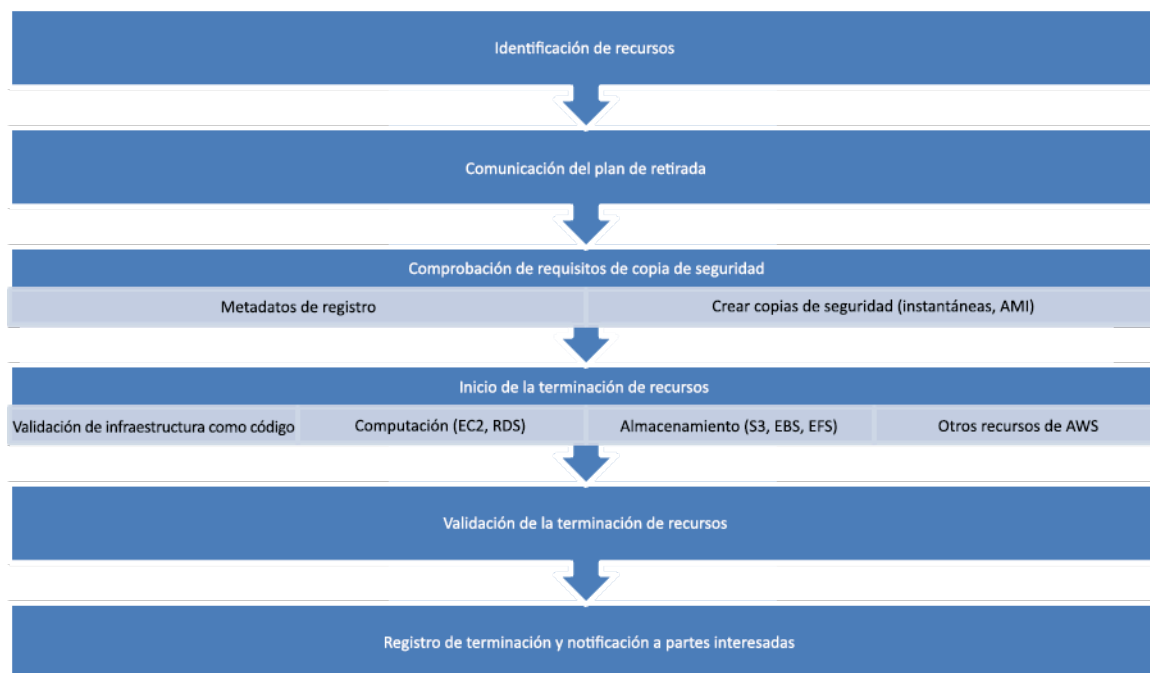 Identificación de recursos
Comunicación del plan de retirada
Comprobación de requisitos de copia de seguridad
Metadatos de registro
Crear copias de seguridad (instantáneas, AMI)
Inicio de la terminación de recursos
Validación de infraestructura como código
Computación (EC2, RDS)
Almacenamiento (S3, EBS, EFS)
Otros recursos de AWS
Validación de la terminación de recursos
Registro de terminación y notificación a partes interesadas